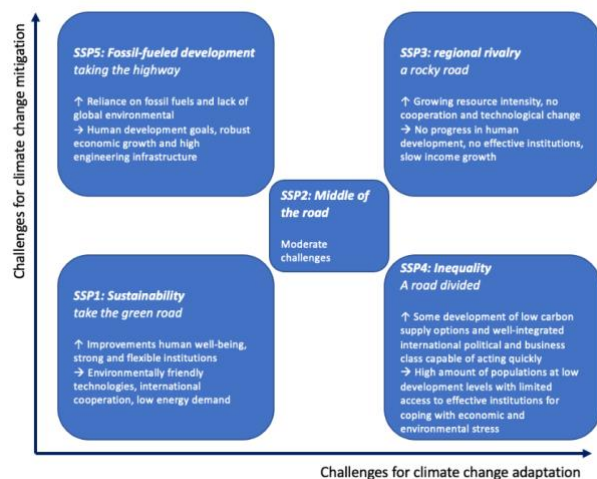 Challenges for climate change mitigation
SSP5: Fossil-fueled development
taking the highway
↑ Reliance on fossil fuels and lack of
global environmental
→ Human development goals, robust
economic growth and high
engineering infrastructure
SSP3: regional rivalry
a rocky road
↑ Growing resource intensity, no
cooperation and technological change
→ No progress in human
development, no effective institutions,
slow income growth
SSP2: Middle of
the road
Moderate
challenges
SSP1: Sustainability
take the green road
↑ Improvements human well-being,
strong and flexible institutions
→ Environmentally friendly
technologies, international
cooperation, low energy demand
SSP4: Inequality
A road divided
↑ Some development of low carbon
supply options and well-integrated
international political and business
class capable of acting quickly
→ High amount of populations at low
development levels with limited
access to effective institutions for
coping with economic and
environmental stress
Challenges for climate change adaptation